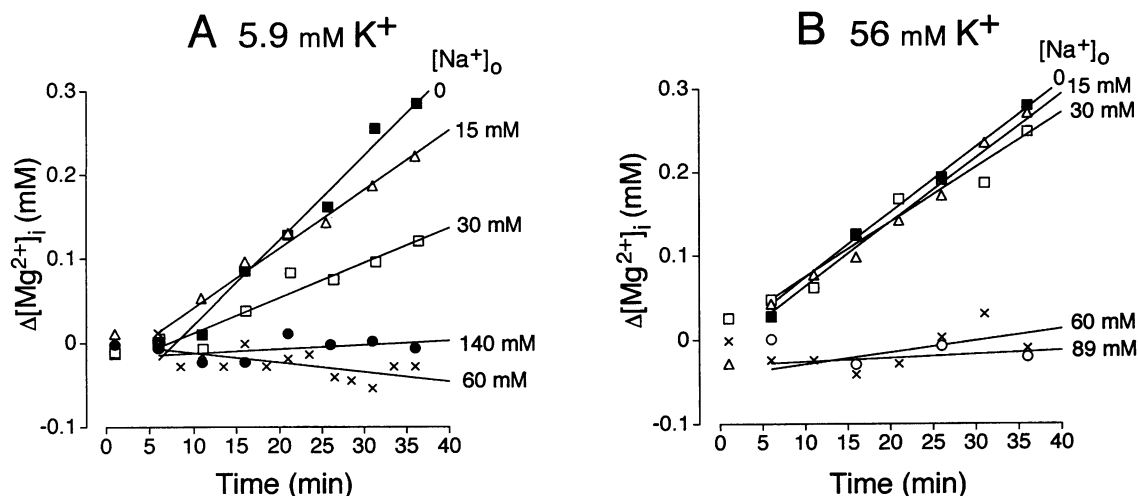 A 5.9 mM K+
[Na+]o
0
15 mM
30 mM
140 mM
60 mM
0.3
0.2
0.1
0
-0.1
Δ[Mg2+]i (mM)
0 5 10 15 20 25 30 35 40
Time (min)
B 56 mM K+
[Na+]o
0
15 mM
30 mM
60 mM
89 mM
0.3
0.2
0.1
0
-0.1
Δ[Mg2+]i (mM)
0 5 10 15 20 25 30 35 40
Time (min)